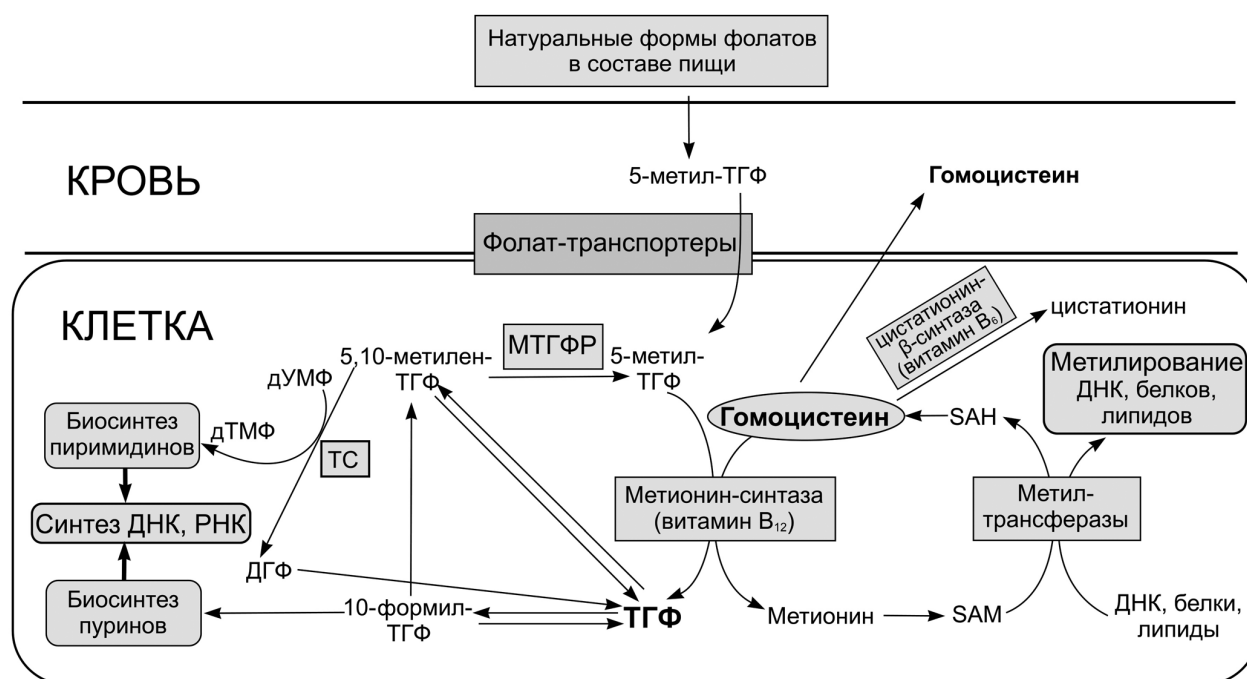 Натуральные формы фолатов
в составе пищи
КРОВЬ
5-метил-ТГФ
Гомоцистеин
Фолат-транспортеры
КЛЕТКА
цистатионин-
β-синтаза
(витамин B₆)
цистатионин
МТГФР
5,10-метилен-
ТГФ
5-метил-
ТГФ
Метилирование
ДНК, белков,
липидов
дУМФ
Биосинтез
пиримидинов
дТМФ
ТС
Гомоцистеин
SAH
Синтез ДНК, РНК
Метионин-синтаза
(витамин B₁₂)
Метил-
трансферазы
ДГФ
Биосинтез
пуринов
10-формил-
ТГФ
ТГФ
Метионин
SAM
ДНК, белки,
липиды